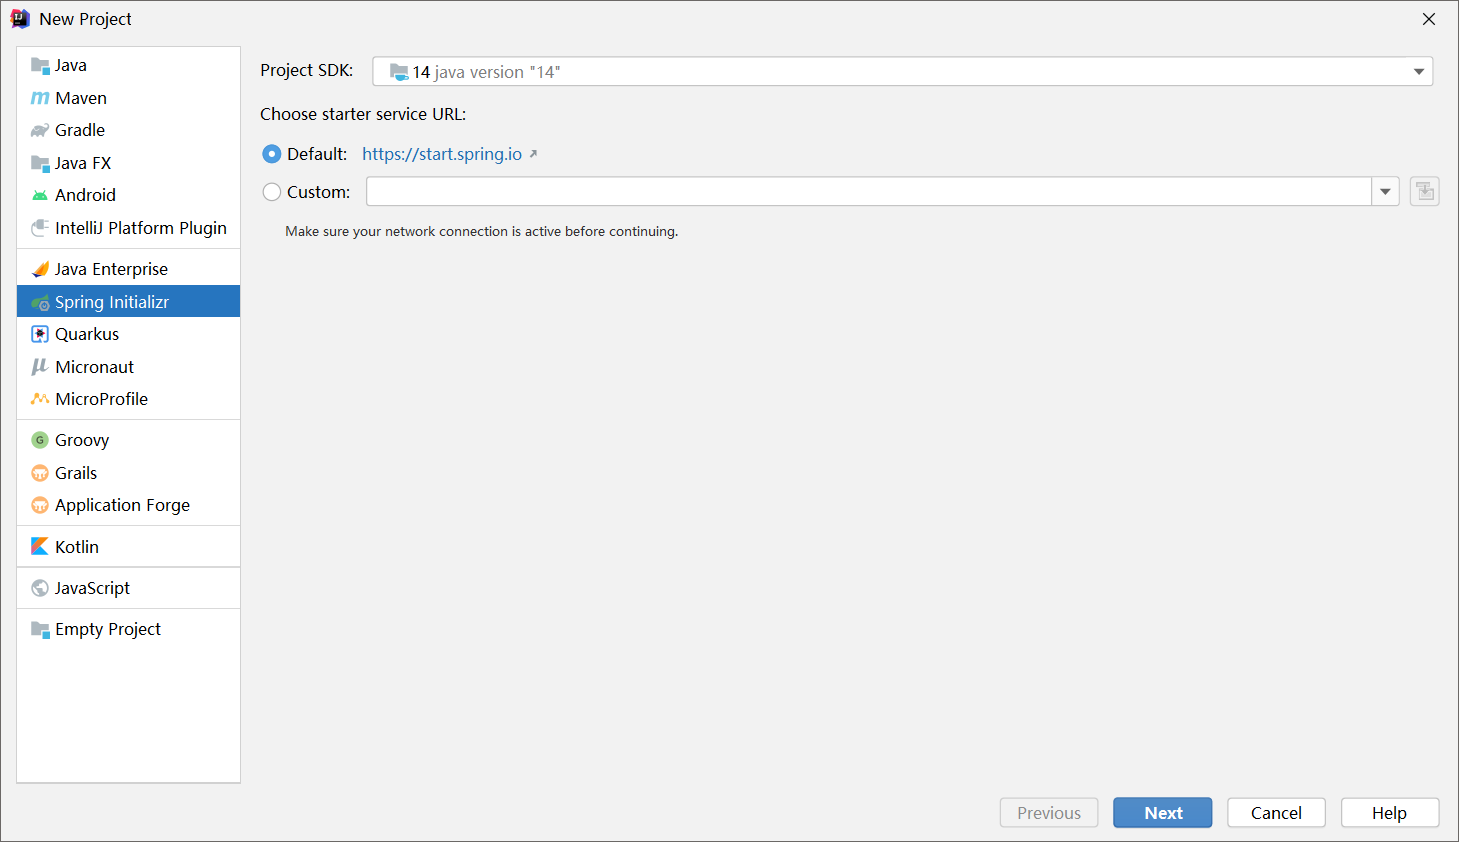 New Project
Java
Maven
Gradle
Java FX
Android
IntelliJ Platform Plugin
Java Enterprise
Spring Initializr
Quarkus
Micronaut
MicroProfile
Groovy
Grails
Application Forge
Kotlin
JavaScript
Empty Project
Project SDK: 14 java version "14"
Choose starter service URL:
Default: https://start.spring.io
Custom:
Make sure your network connection is active before continuing.
Previous Next Cancel Help